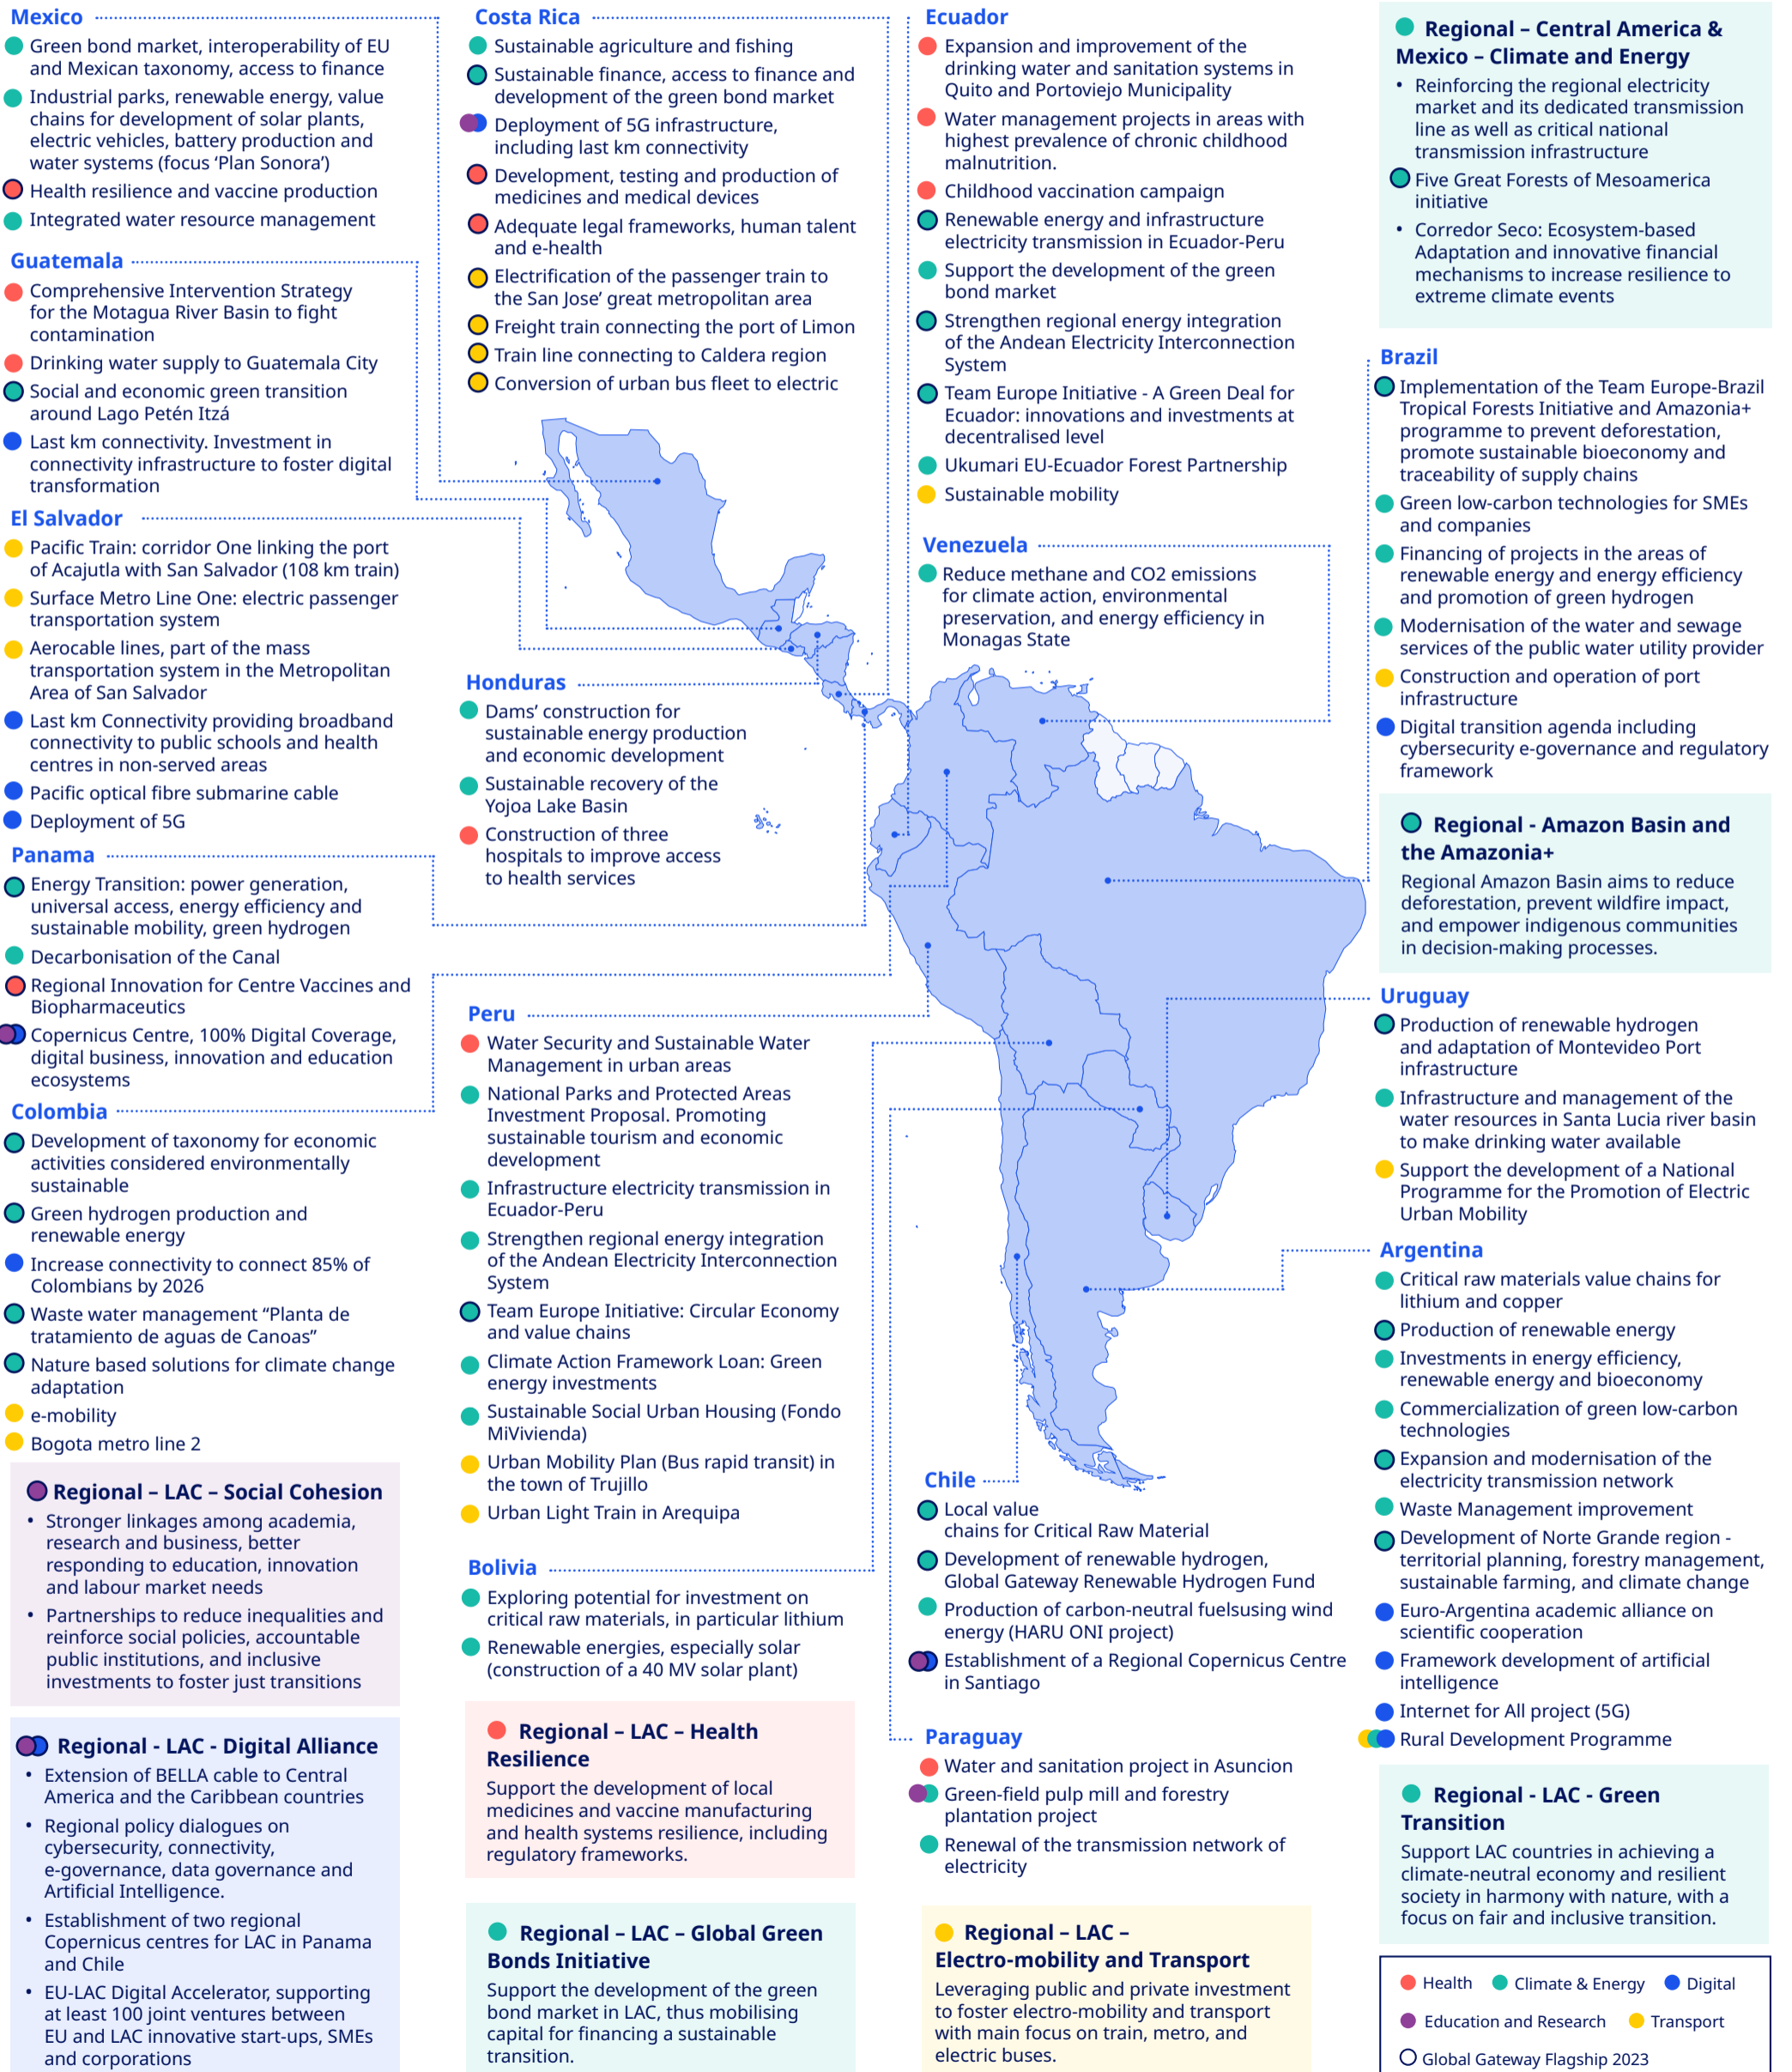 Mexico
Green bond market, interoperability of EU
and Mexican taxonomy, access to finance
Industrial parks, renewable energy, value
chains for development of solar plants,
electric vehicles, battery production and
water systems (focus ‘Plan Sonora’)
Health resilience and vaccine production
Integrated water resource management
Guatemala
Comprehensive Intervention Strategy
for the Motagua River Basin to fight
contamination
Drinking water supply to Guatemala City
Social and economic green transition
around Lago Petén Itzá
Last km connectivity. Investment in
connectivity infrastructure to foster digital
transformation
El Salvador
Pacific Train: corridor One linking the port
of Acajutla with San Salvador (108 km train)
Surface Metro Line One: electric passenger
transportation system
Aerocable lines, part of the mass
transportation system in the Metropolitan
Area of San Salvador
Last km Connectivity providing broadband
connectivity to public schools and health
centres in non-served areas
Pacific optical fibre submarine cable
Deployment of 5G
Panama
Energy Transition: power generation,
universal access, energy efficiency and
sustainable mobility, green hydrogen
Decarbonisation of the Canal
Regional Innovation for Centre Vaccines and
Biopharmaceutics
Copernicus Centre, 100% Digital Coverage,
digital business, innovation and education
ecosystems
Colombia
Development of taxonomy for economic
activities considered environmentally
sustainable
Green hydrogen production and
renewable energy
Increase connectivity to connect 85% of
Colombians by 2026
Waste water management “Planta de
tratamiento de aguas de Canoas”
Nature based solutions for climate change
adaptation
e-mobility
Bogota metro line 2
Regional – LAC – Social Cohesion
• Stronger linkages among academia,
research and business, better
responding to education, innovation
and labour market needs
• Partnerships to reduce inequalities and
reinforce social policies, accountable
public institutions, and inclusive
investments to foster just transitions
Regional - LAC - Digital Alliance
• Extension of BELLA cable to Central
America and the Caribbean countries
• Regional policy dialogues on
cybersecurity, connectivity,
e-governance, data governance and
Artificial Intelligence.
• Establishment of two regional
Copernicus centres for LAC in Panama
and Chile
• EU-LAC Digital Accelerator, supporting
at least 100 joint ventures between
EU and LAC innovative start-ups, SMEs
and corporations
Costa Rica
Sustainable agriculture and fishing
Sustainable finance, access to finance and
development of the green bond market
Deployment of 5G infrastructure,
including last km connectivity
Development, testing and production of
medicines and medical devices
Adequate legal frameworks, human talent
and e-health
Electrification of the passenger train to
the San Jose’ great metropolitan area
Freight train connecting the port of Limon
Train line connecting to Caldera region
Conversion of urban bus fleet to electric
Honduras
Dams’ construction for
sustainable energy production
and economic development
Sustainable recovery of the
Yojoa Lake Basin
Construction of three
hospitals to improve access
to health services
Peru
Water Security and Sustainable Water
Management in urban areas
National Parks and Protected Areas
Investment Proposal. Promoting
sustainable tourism and economic
development
Infrastructure electricity transmission in
Ecuador-Peru
Strengthen regional energy integration
of the Andean Electricity Interconnection
System
Team Europe Initiative: Circular Economy
and value chains
Climate Action Framework Loan: Green
energy investments
Sustainable Social Urban Housing (Fondo
MiVivienda)
Urban Mobility Plan (Bus rapid transit) in
the town of Trujillo
Urban Light Train in Arequipa
Bolivia
Exploring potential for investment on
critical raw materials, in particular lithium
Renewable energies, especially solar
(construction of a 40 MV solar plant)
Regional – LAC – Health
Resilience
Support the development of local
medicines and vaccine manufacturing
and health systems resilience, including
regulatory frameworks.
Regional – LAC – Global Green
Bonds Initiative
Support the development of the green
bond market in LAC, thus mobilising
capital for financing a sustainable
transition.
Ecuador
Expansion and improvement of the
drinking water and sanitation systems in
Quito and Portoviejo Municipality
Water management projects in areas with
highest prevalence of chronic childhood
malnutrition.
Childhood vaccination campaign
Renewable energy and infrastructure
electricity transmission in Ecuador-Peru
Support the development of the green
bond market
Strengthen regional energy integration
of the Andean Electricity Interconnection
System
Team Europe Initiative - A Green Deal for
Ecuador: innovations and investments at
decentralised level
Ukumari EU-Ecuador Forest Partnership
Sustainable mobility
Venezuela
Reduce methane and CO2 emissions
for climate action, environmental
preservation, and energy efficiency in
Monagas State
Chile
Local value
chains for Critical Raw Material
Development of renewable hydrogen,
Global Gateway Renewable Hydrogen Fund
Production of carbon-neutral fuelsusing wind
energy (HARU ONI project)
Establishment of a Regional Copernicus Centre
in Santiago
Paraguay
Water and sanitation project in Asuncion
Green-field pulp mill and forestry
plantation project
Renewal of the transmission network of
electricity
Regional – LAC –
Electro-mobility and Transport
Leveraging public and private investment
to foster electro-mobility and transport
with main focus on train, metro, and
electric buses.
Regional – Central America &
Mexico – Climate and Energy
• Reinforcing the regional electricity
market and its dedicated transmission
line as well as critical national
transmission infrastructure
Five Great Forests of Mesoamerica
initiative
• Corredor Seco: Ecosystem-based
Adaptation and innovative financial
mechanisms to increase resilience to
extreme climate events
Brazil
Implementation of the Team Europe-Brazil
Tropical Forests Initiative and Amazonia+
programme to prevent deforestation,
promote sustainable bioeconomy and
traceability of supply chains
Green low-carbon technologies for SMEs
and companies
Financing of projects in the areas of
renewable energy and energy efficiency
and promotion of green hydrogen
Modernisation of the water and sewage
services of the public water utility provider
Construction and operation of port
infrastructure
Digital transition agenda including
cybersecurity e-governance and regulatory
framework
Regional - Amazon Basin and
the Amazonia+
Regional Amazon Basin aims to reduce
deforestation, prevent wildfire impact,
and empower indigenous communities
in decision-making processes.
Uruguay
Production of renewable hydrogen
and adaptation of Montevideo Port
infrastructure
Infrastructure and management of the
water resources in Santa Lucia river basin
to make drinking water available
Support the development of a National
Programme for the Promotion of Electric
Urban Mobility
Argentina
Critical raw materials value chains for
lithium and copper
Production of renewable energy
Investments in energy efficiency,
renewable energy and bioeconomy
Commercialization of green low-carbon
technologies
Expansion and modernisation of the
electricity transmission network
Waste Management improvement
Development of Norte Grande region -
territorial planning, forestry management,
sustainable farming, and climate change
Euro-Argentina academic alliance on
scientific cooperation
Framework development of artificial
intelligence
Internet for All project (5G)
Rural Development Programme
Regional - LAC - Green
Transition
Support LAC countries in achieving a
climate-neutral economy and resilient
society in harmony with nature, with a
focus on fair and inclusive transition.
Health Climate & Energy Digital
Education and Research Transport
Global Gateway Flagship 2023